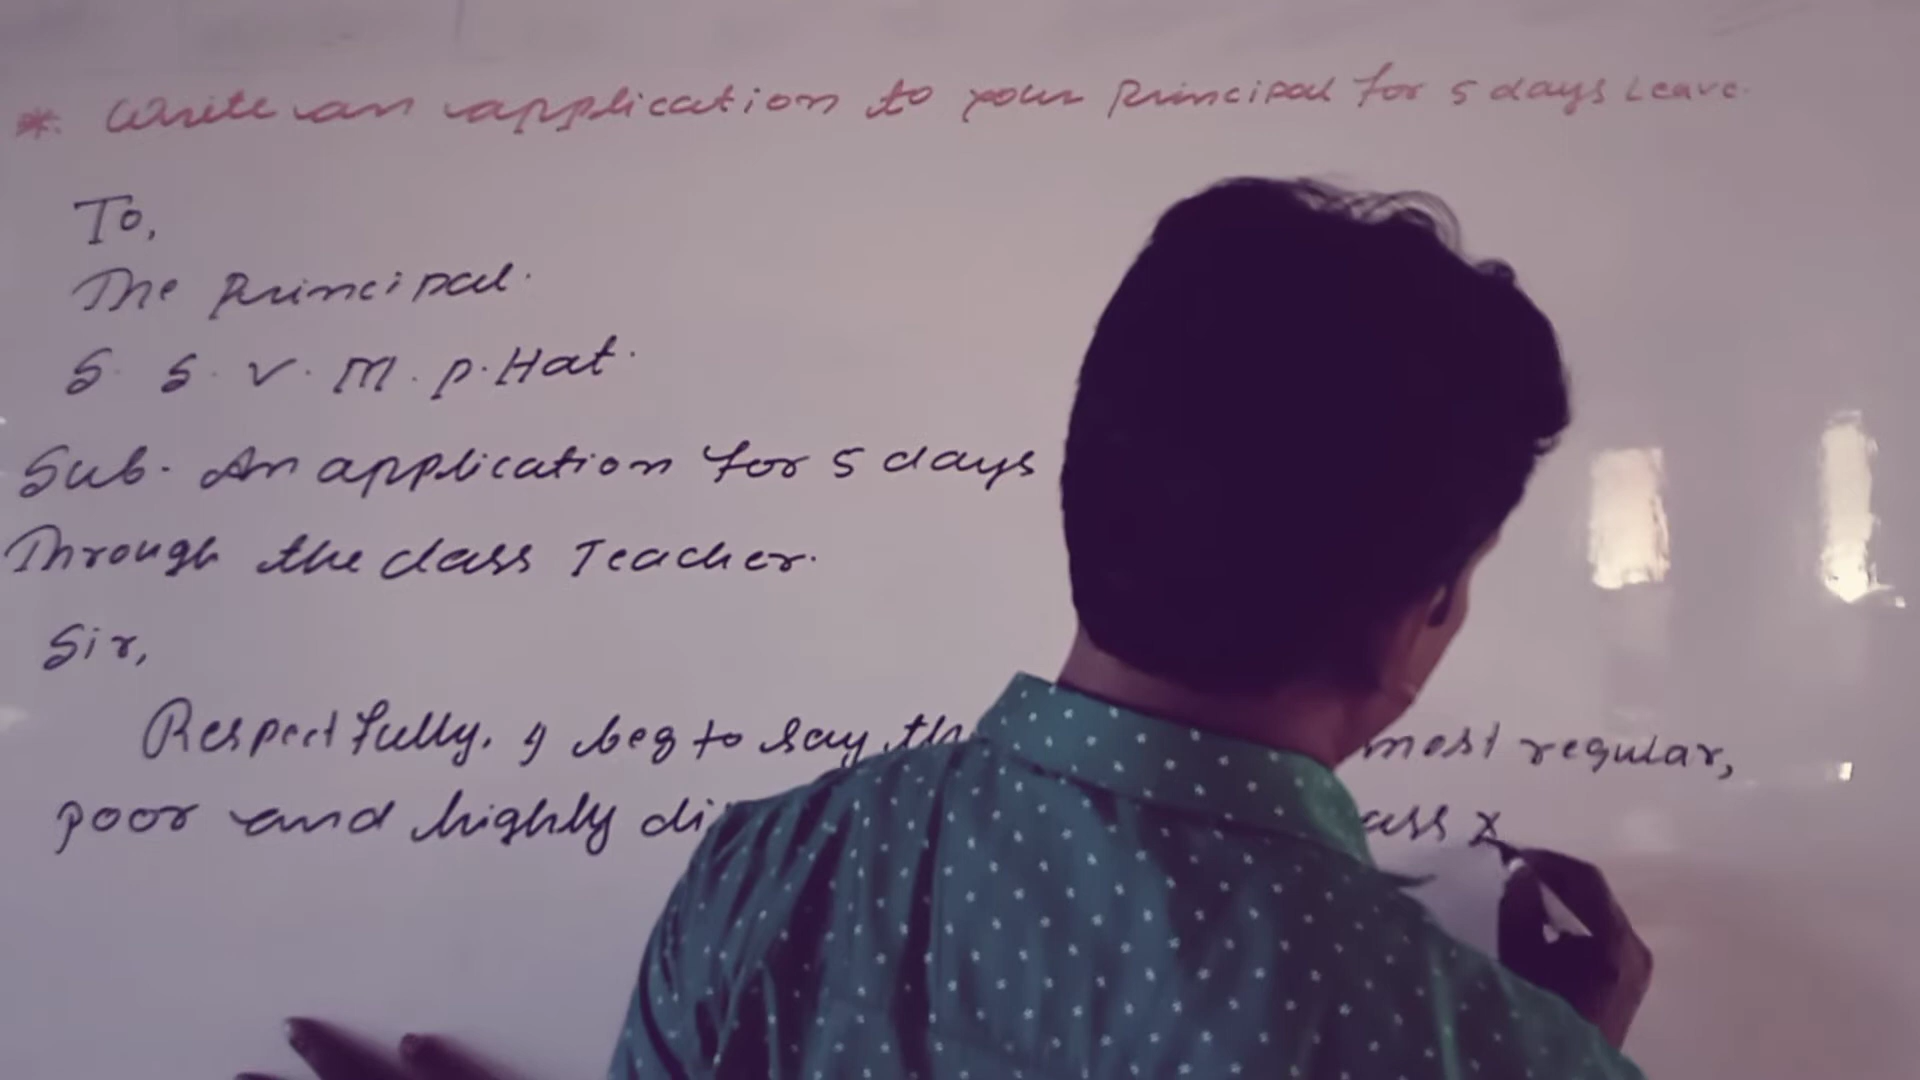 *. Write an application to your Principal for 5 days Leave.
To,
The Principal.
S. S. V. M. P. Hat.
Sub. An application for 5 days
Through the class Teacher.
Sir,
Respectfully. I beg to say th most regular,
poor and highly di ass X